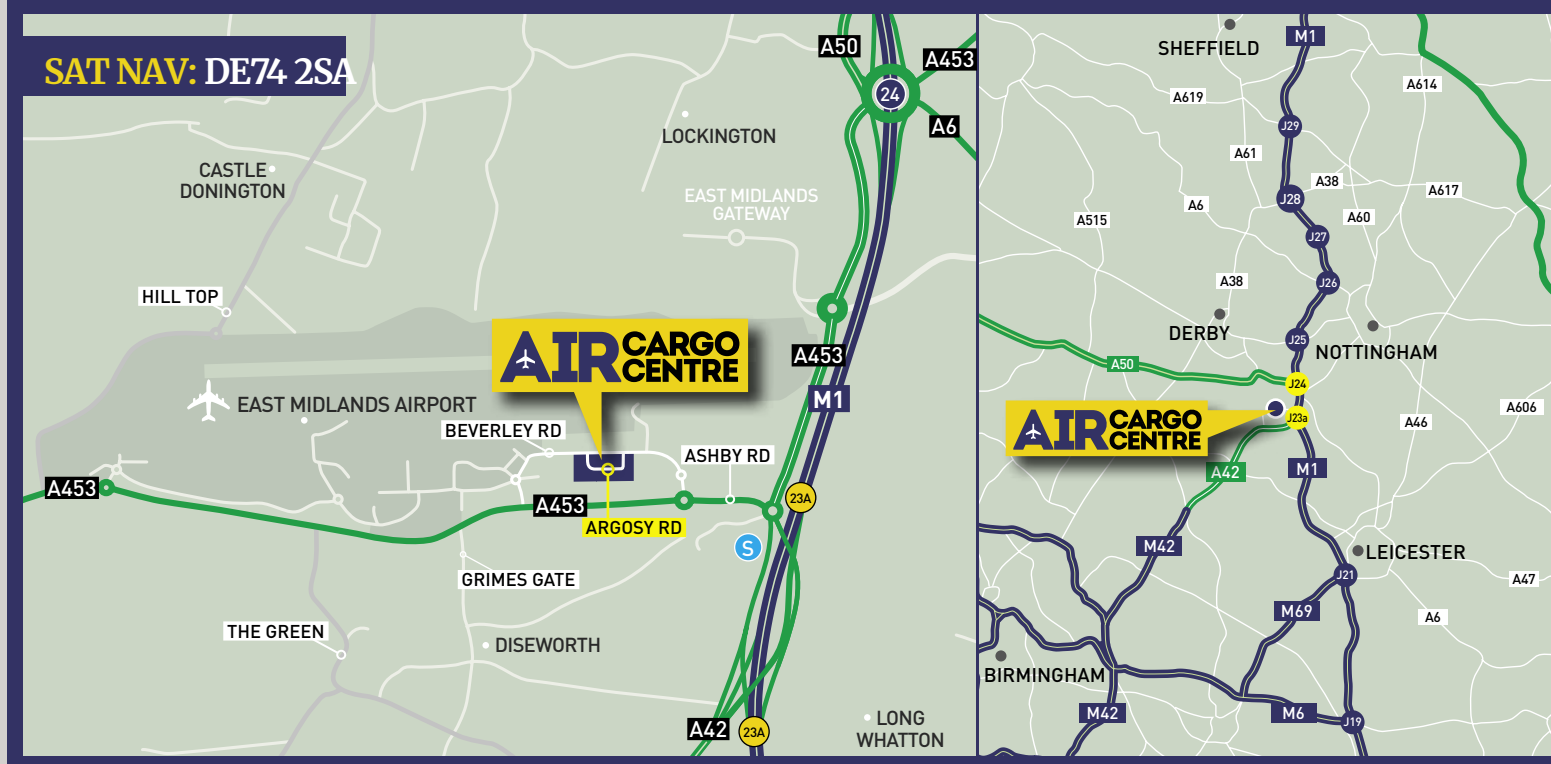 SAT NAV: DE74 2SA
A50
A453
24
A6
LOCKINGTON
CASTLE
DONINGTON
EAST MIDLANDS
GATEWAY
HILL TOP
AIR CARGO
CENTRE
A453
M1
EAST MIDLANDS AIRPORT
BEVERLEY RD
ASHBY RD
A453
A453
23A
ARGOSY RD
S
GRIMES GATE
THE GREEN
DISEWORTH
A42
23A
LONG
WHATTON
SHEFFIELD
M1
A619
A614
J29
A61
A38
J28
A617
A6
A60
A515
J27
A38
J26
DERBY
J25
NOTTINGHAM
A50
J24
AIR CARGO
CENTRE
J23a
A606
A46
A42
M1
M42
LEICESTER
J21
A47
M69
A6
BIRMINGHAM
M42
M6
J19